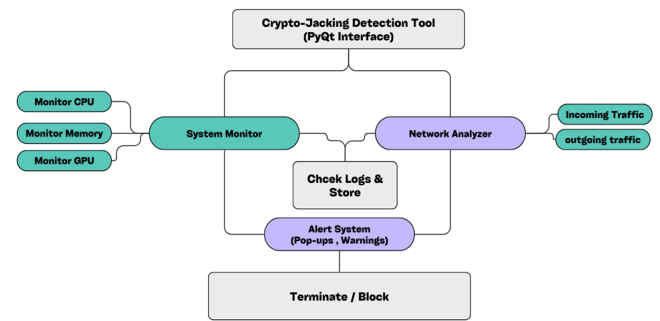 Crypto-Jacking Detection Tool
(PyQt Interface)
Monitor CPU
Monitor Memory
Monitor GPU
System Monitor
Network Analyzer
Incoming Traffic
outgoing traffic
Chcek Logs &
Store
Alert System
(Pop-ups , Warnings)
Terminate / Block